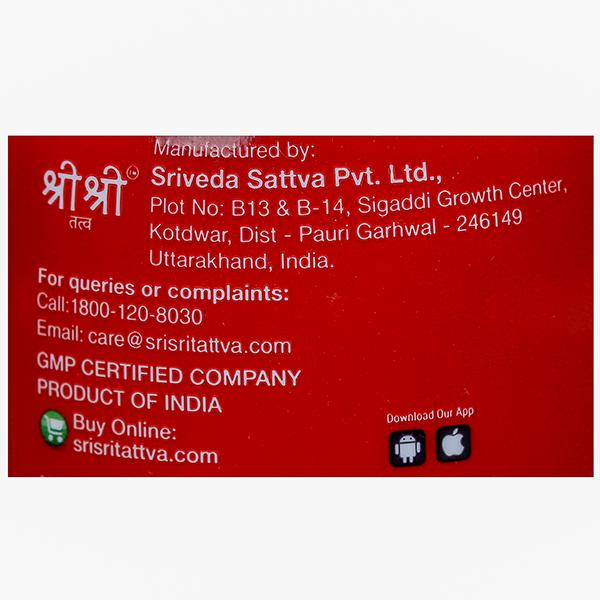 श्री श्री
तत्व
Manufactured by:
Sriveda Sattva Pvt. Ltd.,
Plot No: B13 & B-14, Sigaddi Growth Center,
Kotdwar, Dist - Pauri Garhwal - 246149
Uttarakhand, India.
For queries or complaints:
Call:1800-120-8030
Email: care@srisritattva.com
GMP CERTIFIED COMPANY
PRODUCT OF INDIA
Buy Online:
srisritattva.com
Download Our App